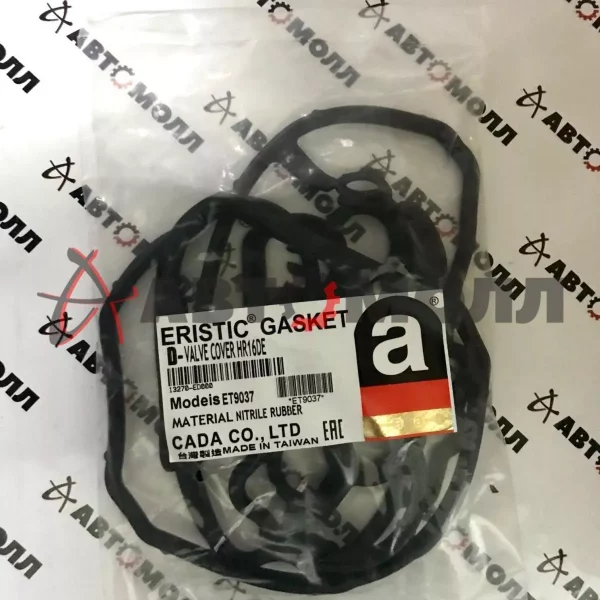 АВТОМОЛЛ
ERISTIC® GASKET
D-VALVE COVER HR16DE
13270-ED000
Modeis ET9037
*ET9037*
MATERIAL NITRILE RUBBER
CADA CO., LTD EAC
台灣製造MADE IN TAIWAN
a ®